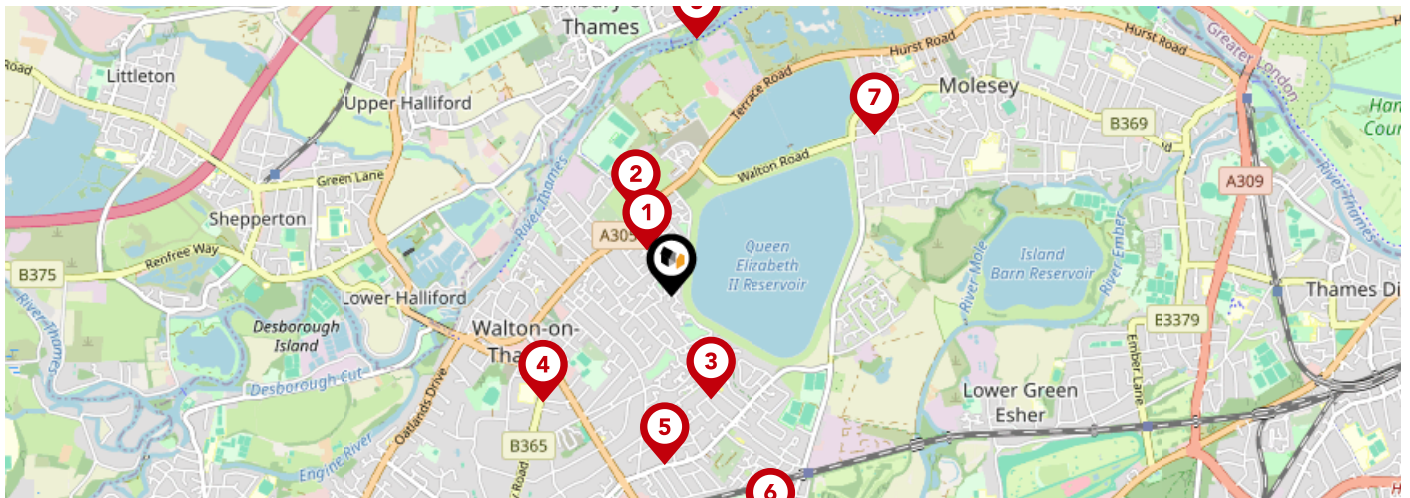 Thames
Hurst Road
Hurst Road
Greater London
Road
Littleton
Terrace Road
Upper Halliford
7
Molesey
B369
2
Walton Road
Green Lane
River Thames
River Thames
A309
1
Shepperton
A305
Renfree Way
B375
Queen
Elizabeth
II Reservoir
Island
Barn Reservoir
River Mole
River Ember
River Thames
Lower Halliford
Thames Di
Desborough
Island
Walton-on-
Tha
E3379
Ember Lane
4
3
Desborough Cut
Oatlands Drive
Lower Green
Esher
5
B365
Engine River
Road
6